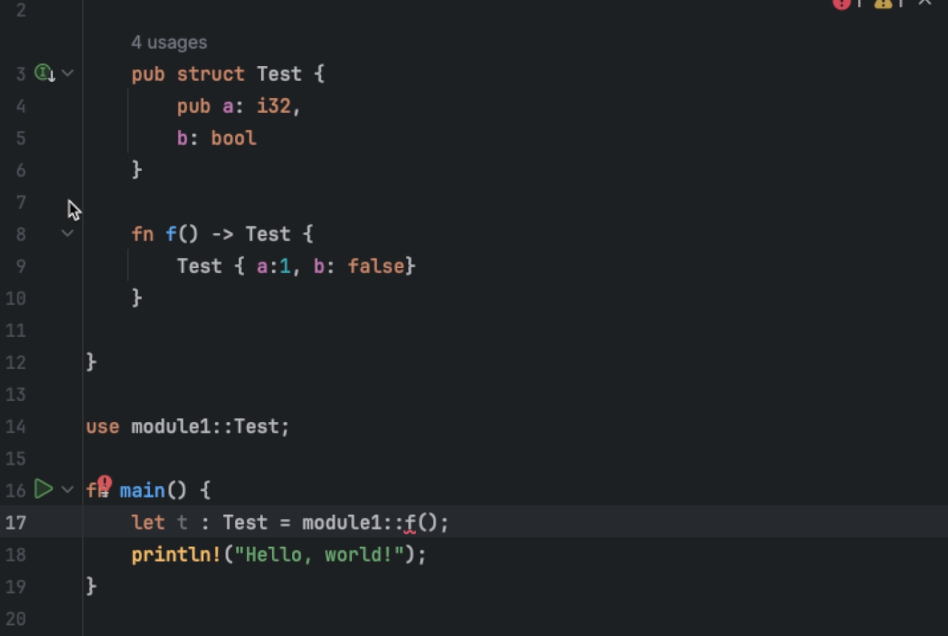 2
4 usages
3 pub struct Test {
4 pub a: i32,
5 b: bool
6 }
7
8 fn f() -> Test {
9 Test { a:1, b: false}
10 }
11
12 }
13
14 use module1::Test;
15
16 fn main() {
17 let t : Test = module1::f();
18 println!("Hello, world!");
19 }
20